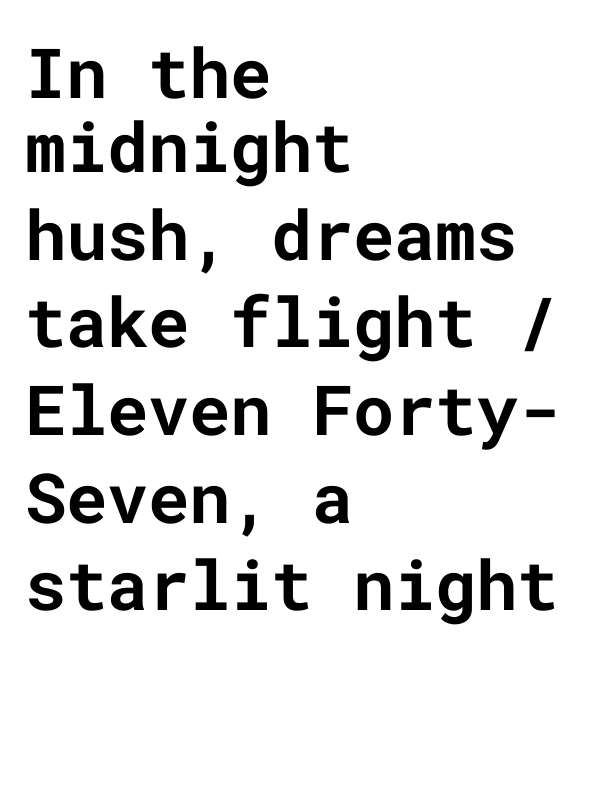 In the
midnight
hush, dreams
take flight /
Eleven Forty-
Seven, a
starlit night